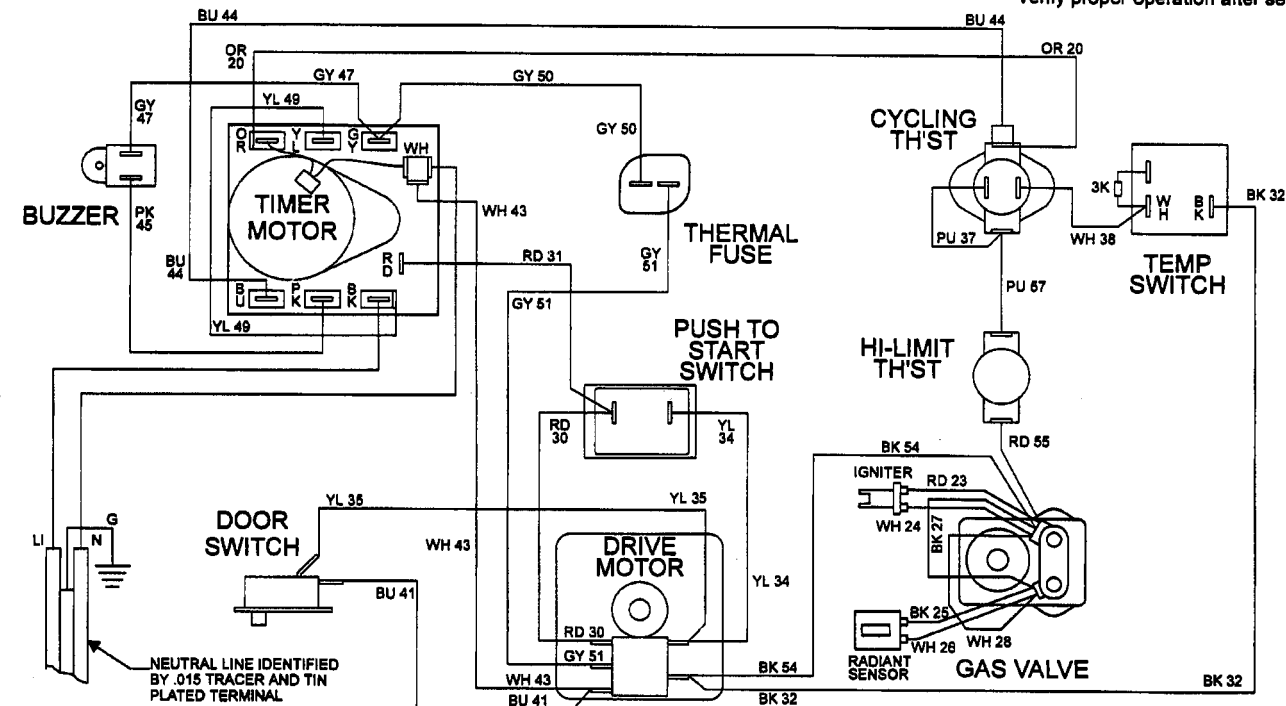 Verify proper operation after se
BU 44
BU 44
OR
20
OR 20
GY 47
GY 50
YL 49
GY
47
GY 50
CYCLING
TH'ST
O
R
Y
L
G
Y
WH
3K
W
H
B
K
BK 32
BUZZER
PK
45
TIMER
MOTOR
WH 43
THERMAL
FUSE
PU 37
WH 38
TEMP
SWITCH
BU
44
R
D
RD 31
GY
51
PU 57
B
U
P
K
B
K
GY 51
YL 49
PUSH TO
START
SWITCH
HI-LIMIT
TH'ST
RD
30
YL
34
RD 55
BK 54
IGNITER
RD 23
WH 24
BK 27
YL 35
YL 35
DOOR
SWITCH
G
LI
N
WH 43
DRIVE
MOTOR
YL 34
BU 41
BK 25
WH 26
WH 28
RADIANT
SENSOR
GAS VALVE
RD 30
GY 51
WH 43
BU 41
BK 54
BK 32
BK 32
NEUTRAL LINE IDENTIFIED
BY .015 TRACER AND TIN
PLATED TERMINAL